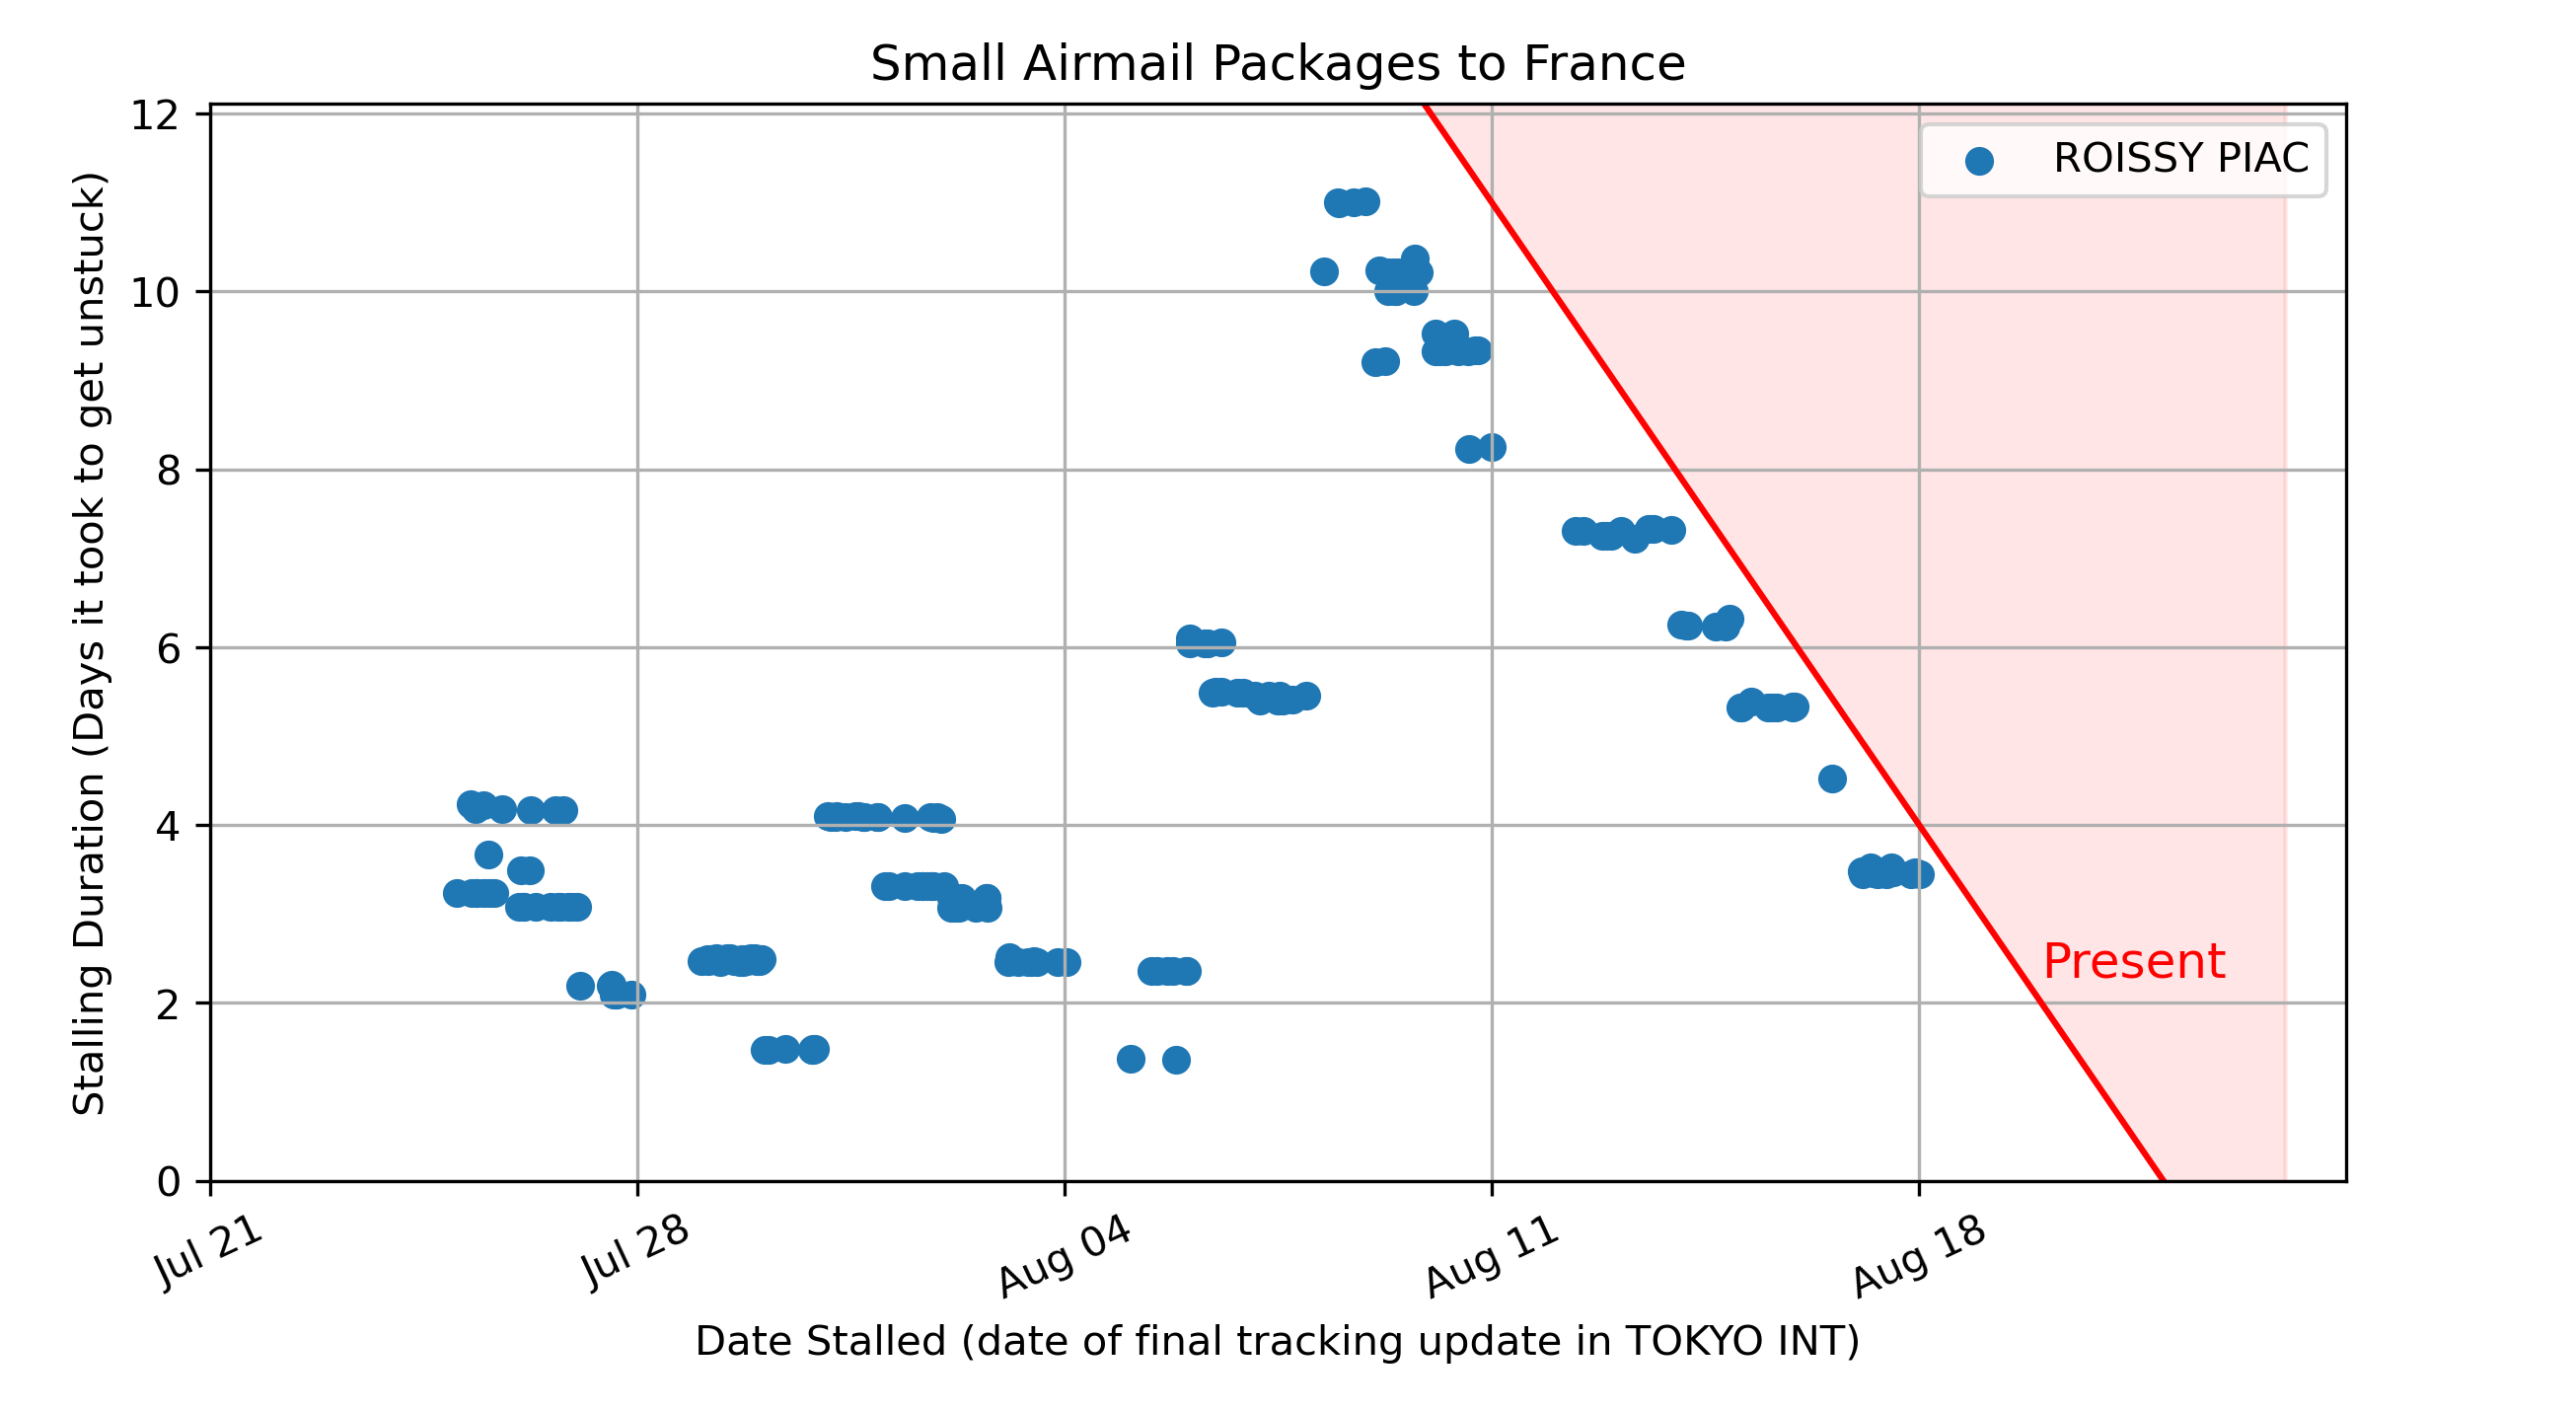 Small Airmail Packages to France
Stalling Duration (Days it took to get unstuck)
12
10
8
6
4
2
0
ROISSY PIAC
Present
Jul 21
Jul 28
Aug 04
Aug 11
Aug 18
Date Stalled (date of final tracking update in TOKYO INT)